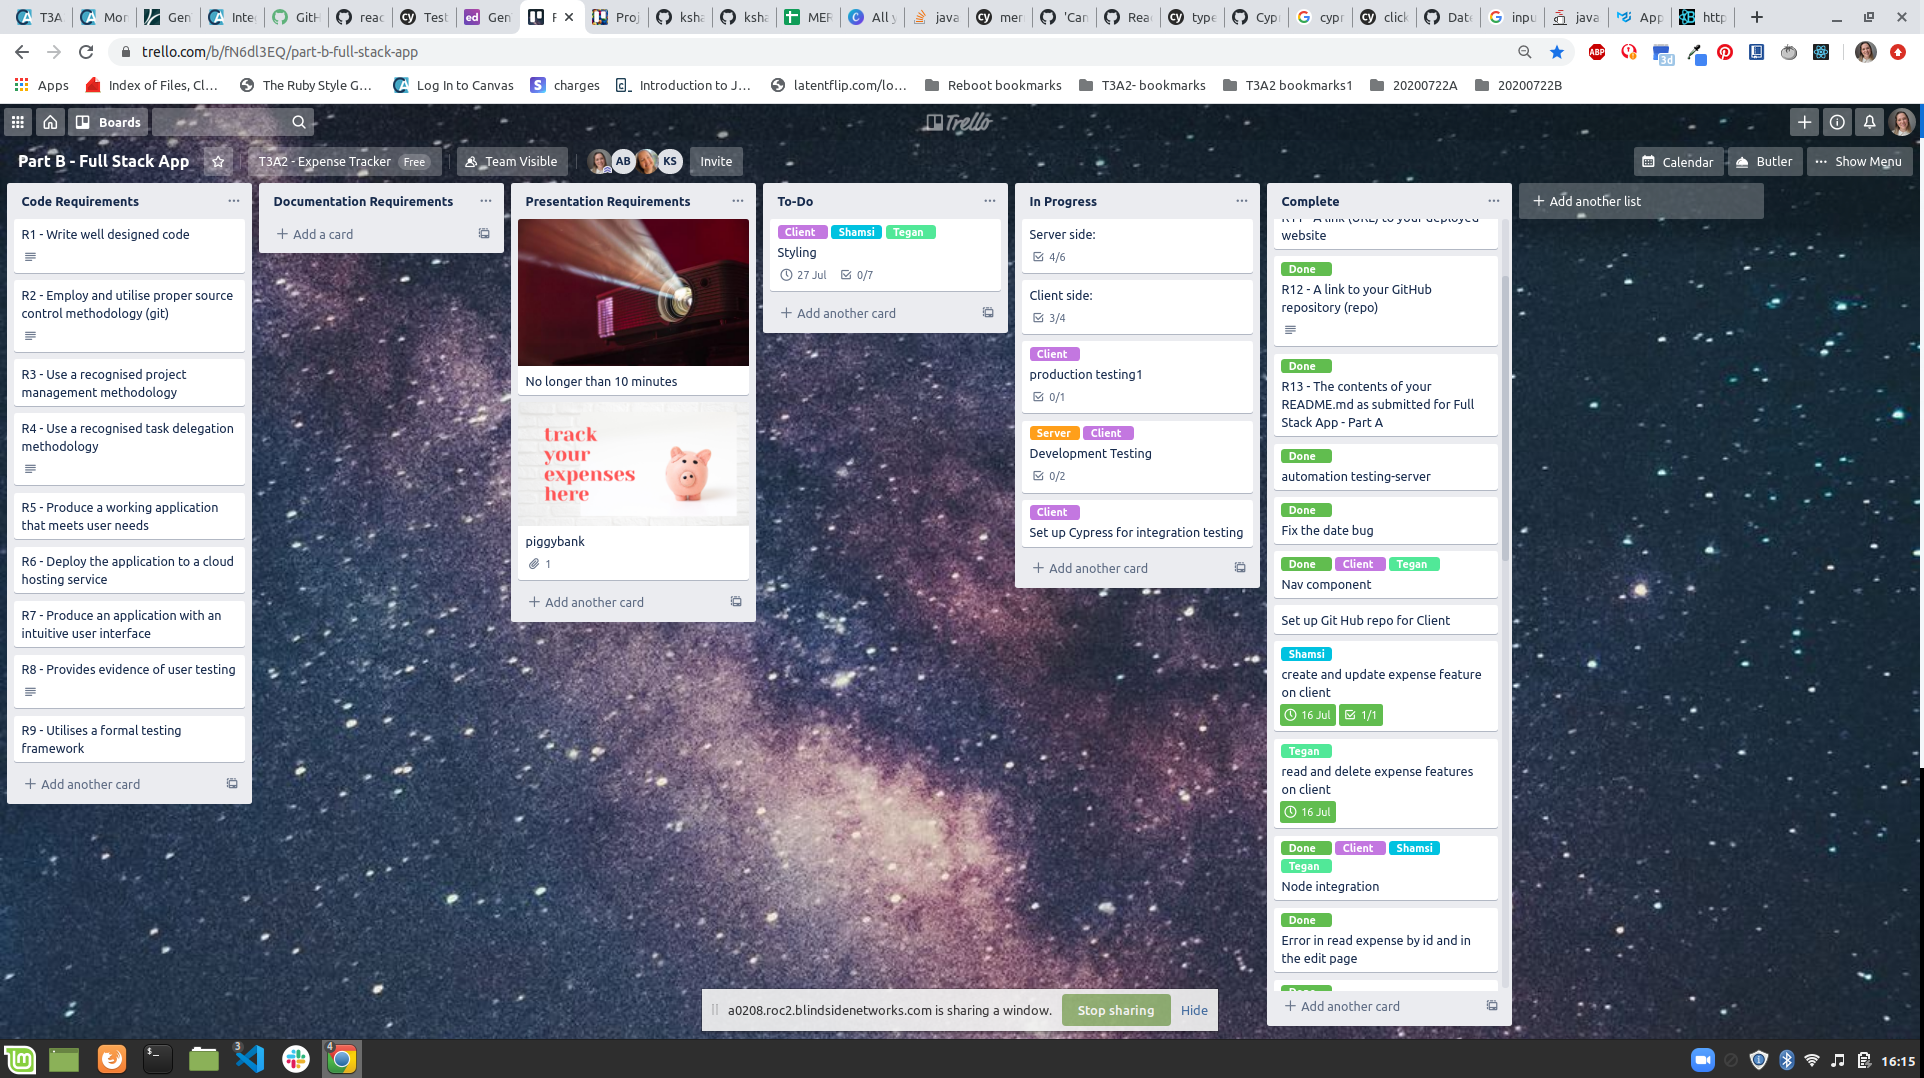 T3A
Mor
Gen
Inte
GitH
reac
Test
Gen
F
Proj
ksha
ksha
MER
All y
java
mer
'Can
Rea
type
Cypr
cypr
click
Date
inpu
java
App
http
trello.com/b/fN6dl3EQ/part-b-full-stack-app
ABP
3d
Apps
Index of Files, Cl...
The Ruby Style G...
Log In to Canvas
charges
Introduction to J...
latentflip.com/lo...
Reboot bookmarks
T3A2- bookmarks
T3A2 bookmarks1
20200722A
20200722B
Boards
Trello
Part B - Full Stack App
T3A2 - Expense Tracker Free
Team Visible
AB
KS
Invite
Calendar
Butler
Show Menu
Code Requirements
R1 - Write well designed code
R2 - Employ and utilise proper source
control methodology (git)
R3 - Use a recognised project
management methodology
R4 - Use a recognised task delegation
methodology
R5 - Produce a working application
that meets user needs
R6 - Deploy the application to a cloud
hosting service
R7 - Produce an application with an
intuitive user interface
R8 - Provides evidence of user testing
R9 - Utilises a formal testing
framework
+ Add another card
Documentation Requirements
+ Add a card
Presentation Requirements
No longer than 10 minutes
track
your
expenses
here
piggybank
1
+ Add another card
To-Do
Client Shamsi Tegan
Styling
27 Jul 0/7
+ Add another card
In Progress
Server side:
4/6
Client side:
3/4
Client
production testing1
0/1
Server Client
Development Testing
0/2
Client
Set up Cypress for integration testing
+ Add another card
Complete
R11 - A link (URL) to your deployed
website
Done
R12 - A link to your GitHub
repository (repo)
Done
R13 - The contents of your
README.md as submitted for Full
Stack App - Part A
Done
automation testing-server
Done
Fix the date bug
Done Client Tegan
Nav component
Set up Git Hub repo for Client
Shamsi
create and update expense feature
on client
16 Jul 1/1
Tegan
read and delete expense features
on client
16 Jul
Done Client Shamsi
Tegan
Node integration
Done
Error in read expense by id and in
the edit page
Done
+ Add another card
+ Add another list
a0208.roc2.blindsidenetworks.com is sharing a window.
Stop sharing
Hide
3
4
16:15